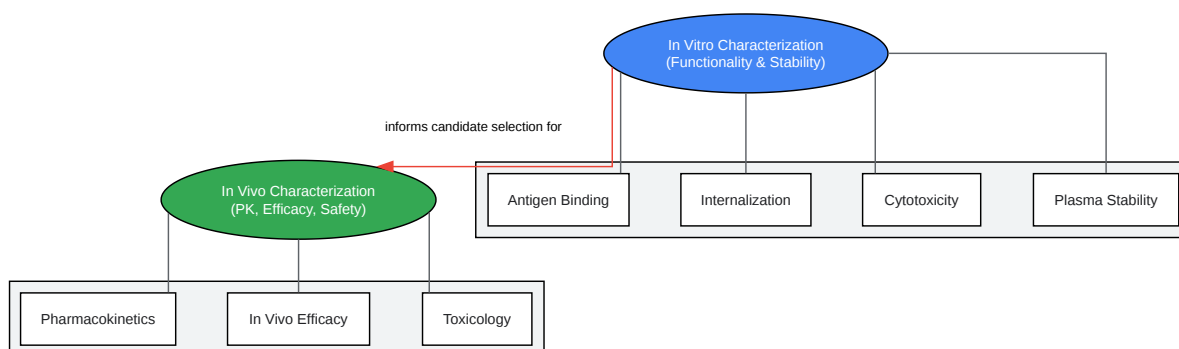 In Vitro Characterization
(Functionality & Stability)
informs candidate selection for
In Vivo Characterization
(PK, Efficacy, Safety)
Antigen Binding
Internalization
Cytotoxicity
Plasma Stability
Pharmacokinetics
In Vivo Efficacy
Toxicology